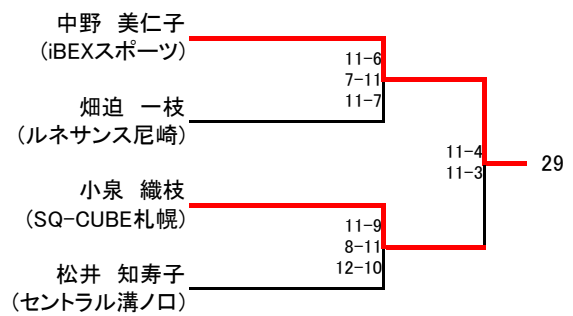 中野　美仁子
(iBEXスポーツ)
11-6
7-11
11-7
畑迫　一枝
(ルネサンス尼崎)
11-4
11-3
29
小泉　織枝
(SQ-CUBE札幌)
11-9
8-11
12-10
松井　知寿子
(セントラル溝ノ口)